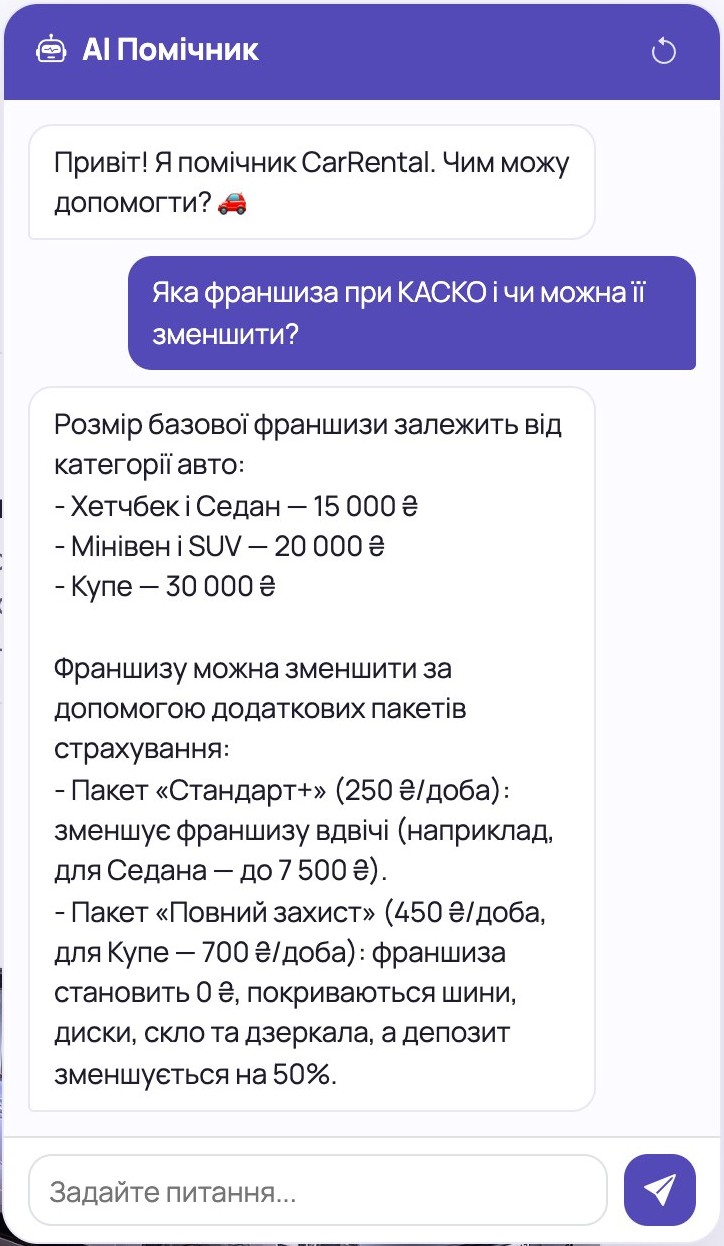 AI Помічник
Привіт! Я помічник CarRental. Чим можу
допомогти? 🚗
Яка франшиза при КАСКО і чи можна її
зменшити?
Розмір базової франшизи залежить від
категорії авто:
- Хетчбек і Седан — 15 000 ₴
- Мінівен і SUV — 20 000 ₴
- Купе — 30 000 ₴
Франшизу можна зменшити за
допомогою додаткових пакетів
страхування:
- Пакет «Стандарт+» (250 ₴/доба):
зменшує франшизу вдвічі (наприклад,
для Седана — до 7 500 ₴).
- Пакет «Повний захист» (450 ₴/доба,
для Купе — 700 ₴/доба): франшиза
становить 0 ₴, покриваються шини,
диски, скло та дзеркала, а депозит
зменшується на 50%.
Задайте питання...